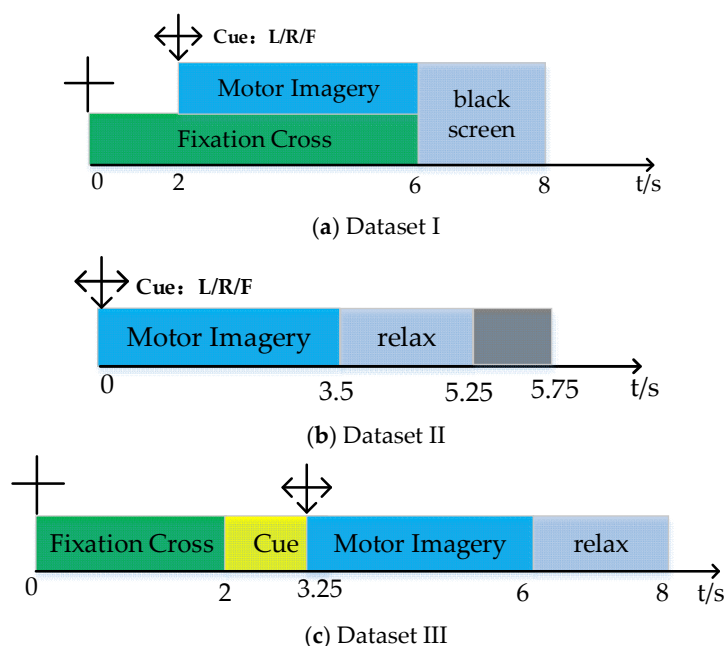 Cue：L/R/F
Motor Imagery
black
screen
Fixation Cross
0 2 6 8 t/s
(a) Dataset I
Cue：L/R/F
Motor Imagery relax
0 3.5 5.25 5.75 t/s
(b) Dataset II
Fixation Cross Cue Motor Imagery relax
0 2 3.25 6 8 t/s
(c) Dataset III